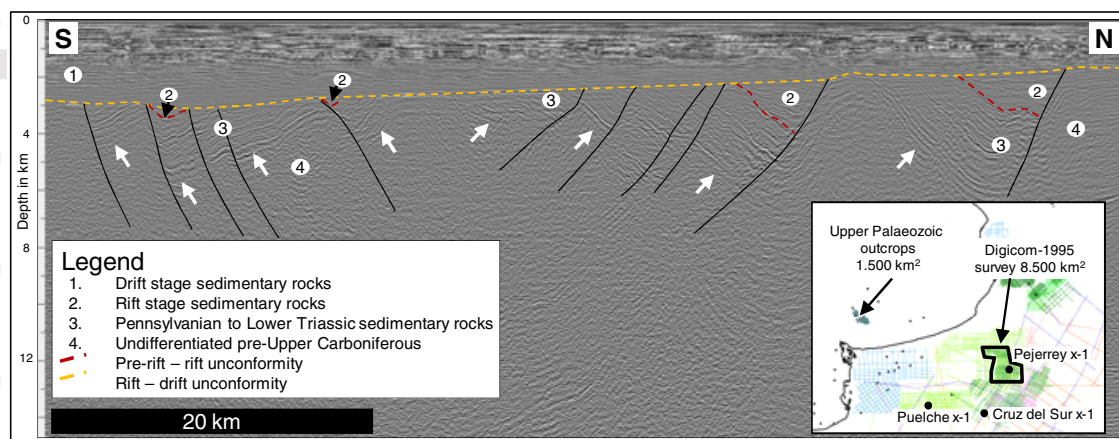 S
N
0
4
8
12
Depth in km
1
2
2
3
4
3
2
2
3
4
Legend
1. Drift stage sedimentary rocks
2. Rift stage sedimentary rocks
3. Pennsylvanian to Lower Triassic sedimentary rocks
4. Undifferentiated pre-Upper Carboniferous
Pre-rift – rift unconformity
Rift – drift unconformity
20 km
Upper Palaeozoic
outcrops
1.500 km²
Digicom-1995
survey 8.500 km²
Pejerrey x-1
Puelche x-1
Cruz del Sur x-1